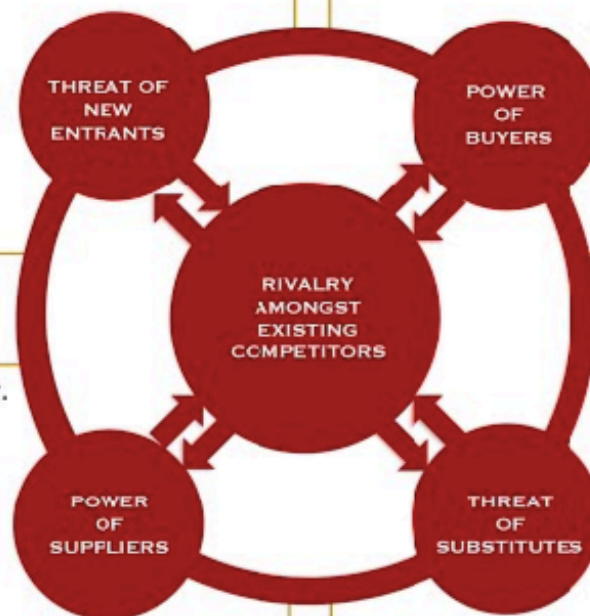 THREAT OF
NEW
ENTRANTS
POWER
OF
BUYERS
RIVALRY
AMONGST
EXISTING
COMPETITORS
POWER
OF
SUPPLIERS
THREAT
OF
SUBSTITUTES